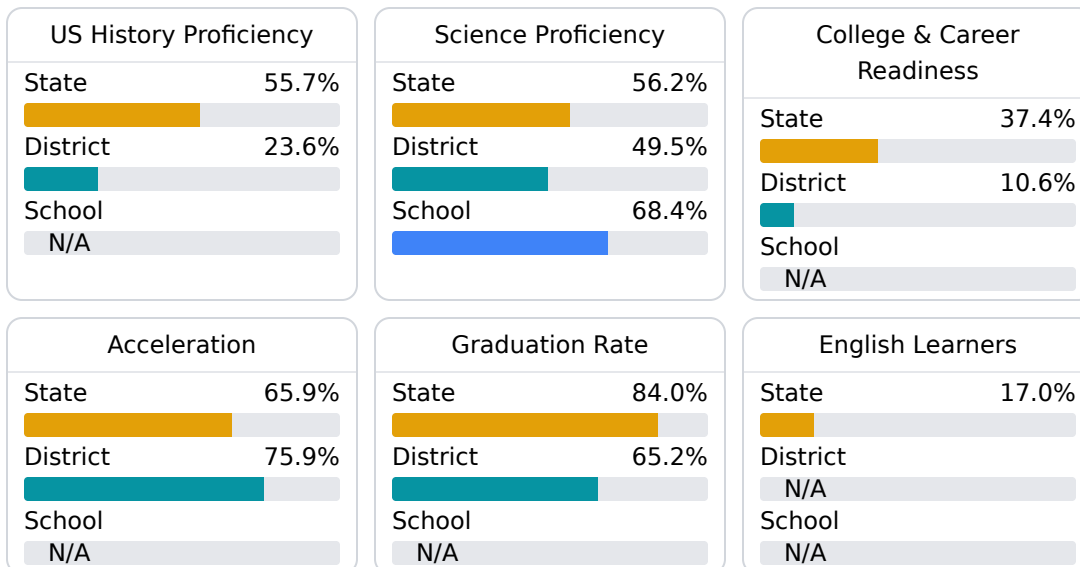 US History Proficiency
State 55.7%
District 23.6%
School
N/A
Science Proficiency
State 56.2%
District 49.5%
School 68.4%
College & Career
Readiness
State 37.4%
District 10.6%
School
N/A
Acceleration
State 65.9%
District 75.9%
School
N/A
Graduation Rate
State 84.0%
District 65.2%
School
N/A
English Learners
State 17.0%
District
N/A
School
N/A